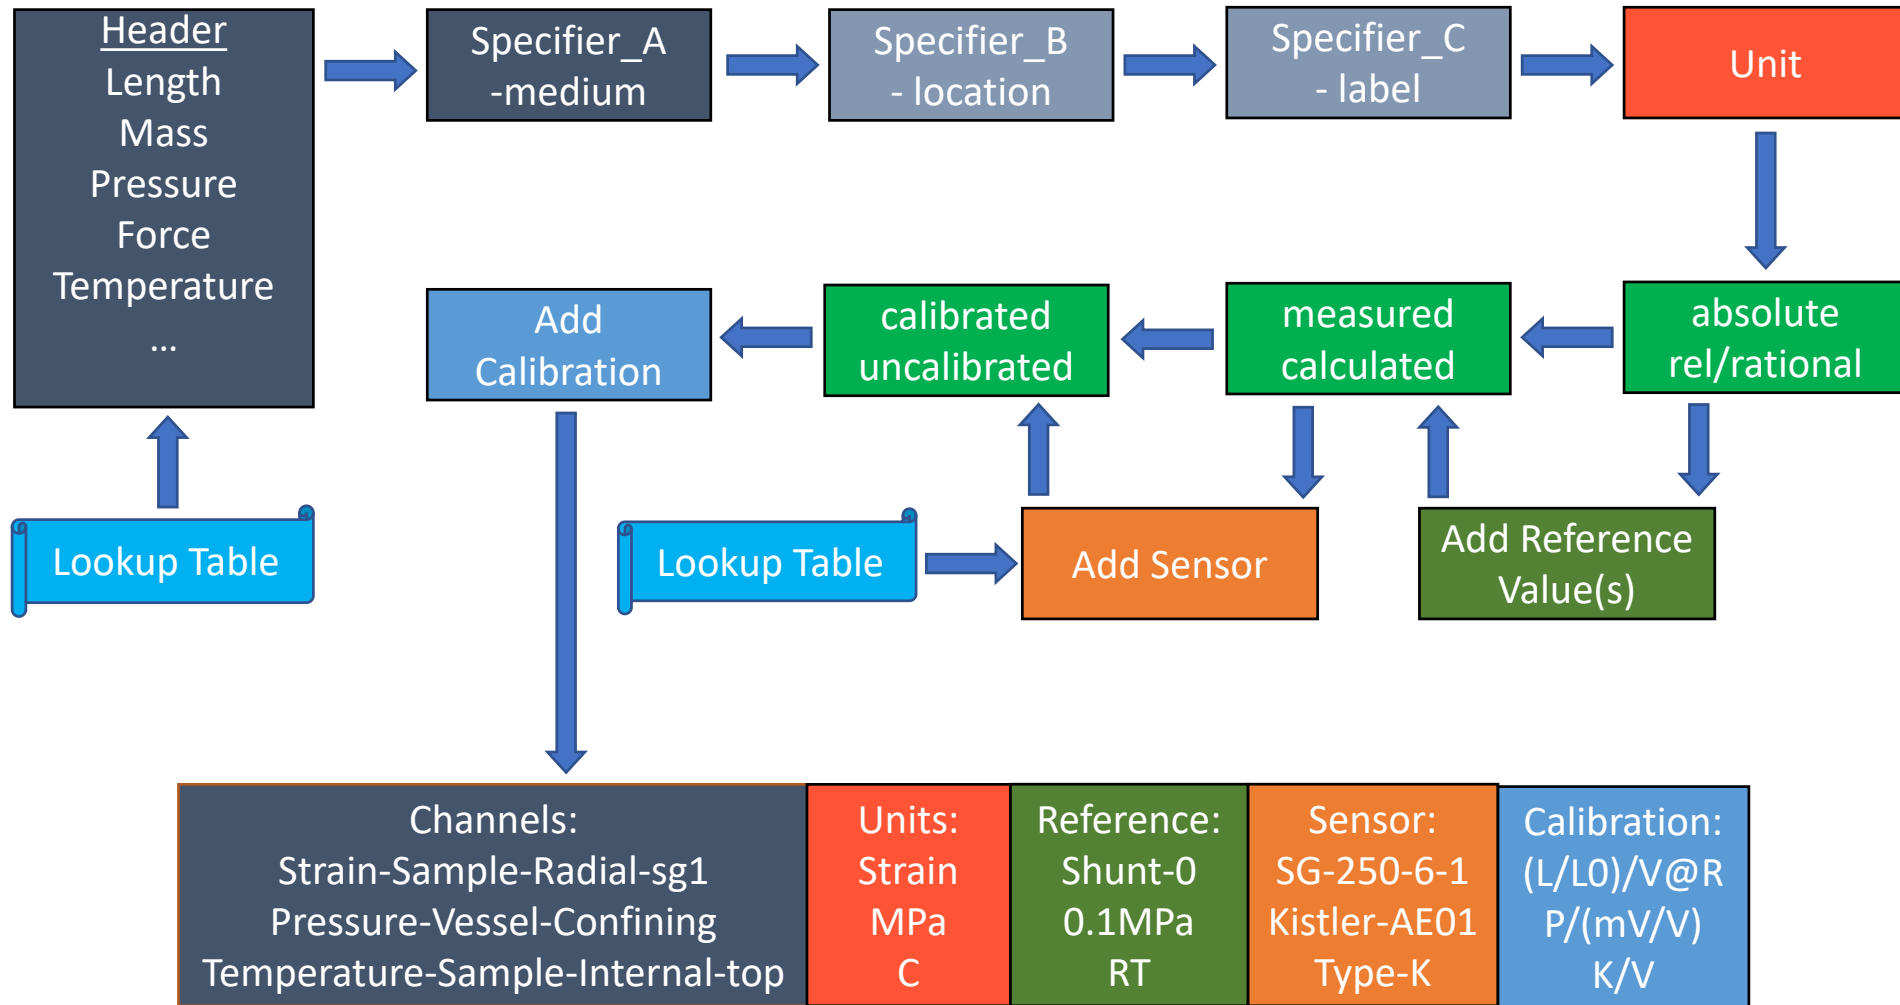 Header
Length
Mass
Pressure
Force
Temperature
...
Specifier_A
-medium
Specifier_B
- location
Specifier_C
- label
Unit
absolute
rel/rational
measured
calculated
calibrated
uncalibrated
Add
Calibration
Lookup Table
Lookup Table
Add Sensor
Add Reference
Value(s)
Channels:
Strain-Sample-Radial-sg1
Pressure-Vessel-Confining
Temperature-Sample-Internal-top
Units:
Strain
MPa
C
Reference:
Shunt-0
0.1MPa
RT
Sensor:
SG-250-6-1
Kistler-AE01
Type-K
Calibration:
(L/L0)/V@R
P/(mV/V)
K/V